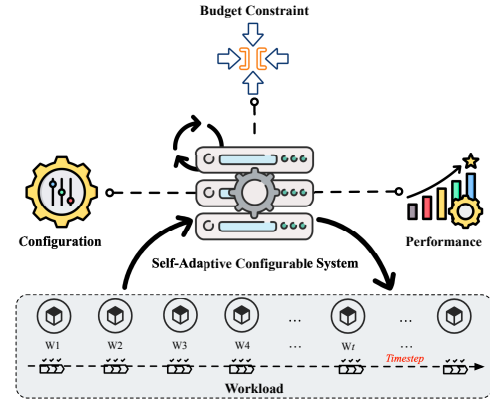 Budget Constraint
Configuration
Performance
Self-Adaptive Configurable System
W1 W2 W3 W4 ... Wt ...
... ... Timestep
Workload